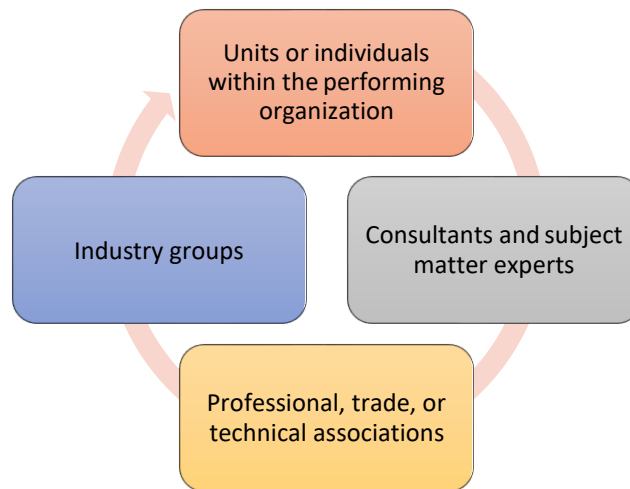 Units or individuals
within the performing
organization
Consultants and subject
matter experts
Professional, trade, or
technical associations
Industry groups